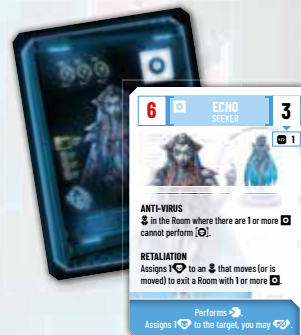 6
ECHO
SEEKER
3
1
ANTI-VIRUS
in the Room where there are 1 or more
cannot perform [ ].
RETALIATION
Assigns 1 to an that moves (or is
moved) to exit a Room with 1 or more .
Performs .
Assigns 1 to the target, you may .